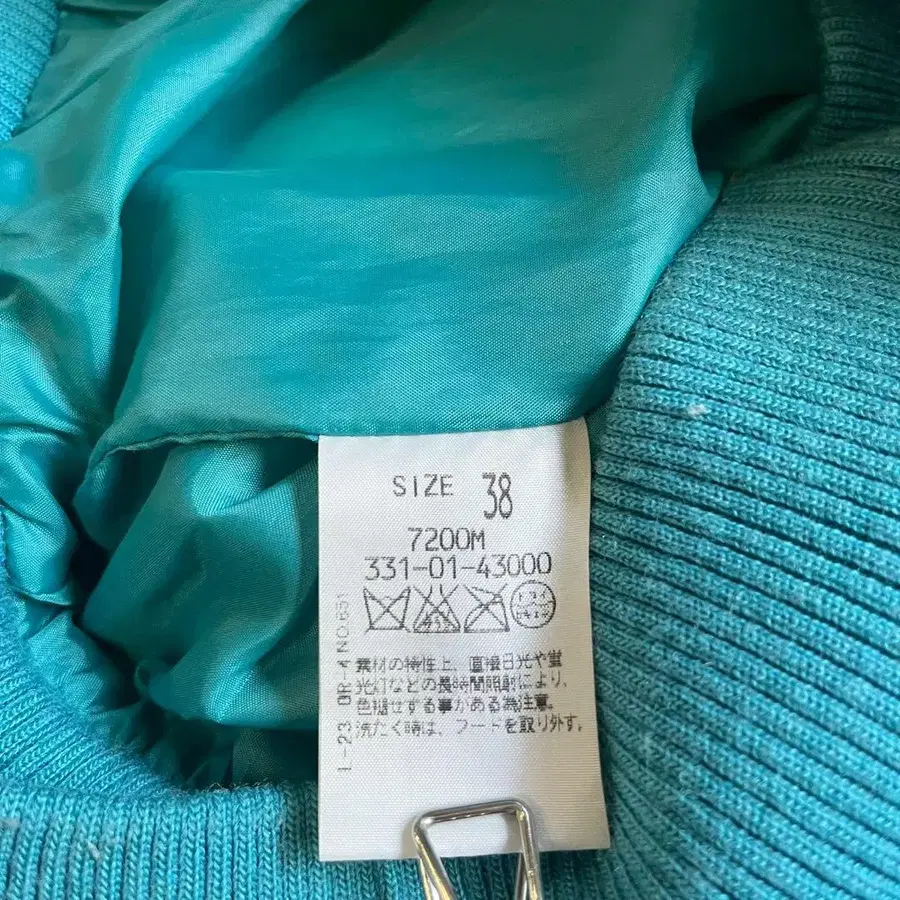 SIZE 38
7200M
331-01-43000
素材の特性上、直接日光や蛍
光灯などの長時間照射により、
色褪せする事がある為注意。
洗たく時は、フードを取り外す。
L-23 GR-4 NO.651